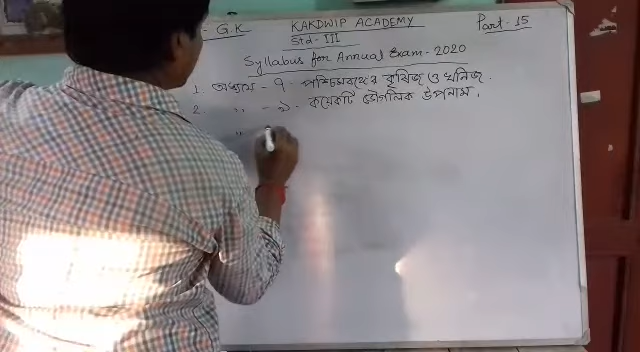 - G.K KAKDWIP ACADEMY Part-15
Std-III
Syllabus for Annual Exam-2020
1. অধ্যায় - ৭ - পশ্চিমবঙ্গের কৃষিজ ও খনিজ.
2. " - ৯ - কয়েকটি ভৌগলিক উপনাম.
"